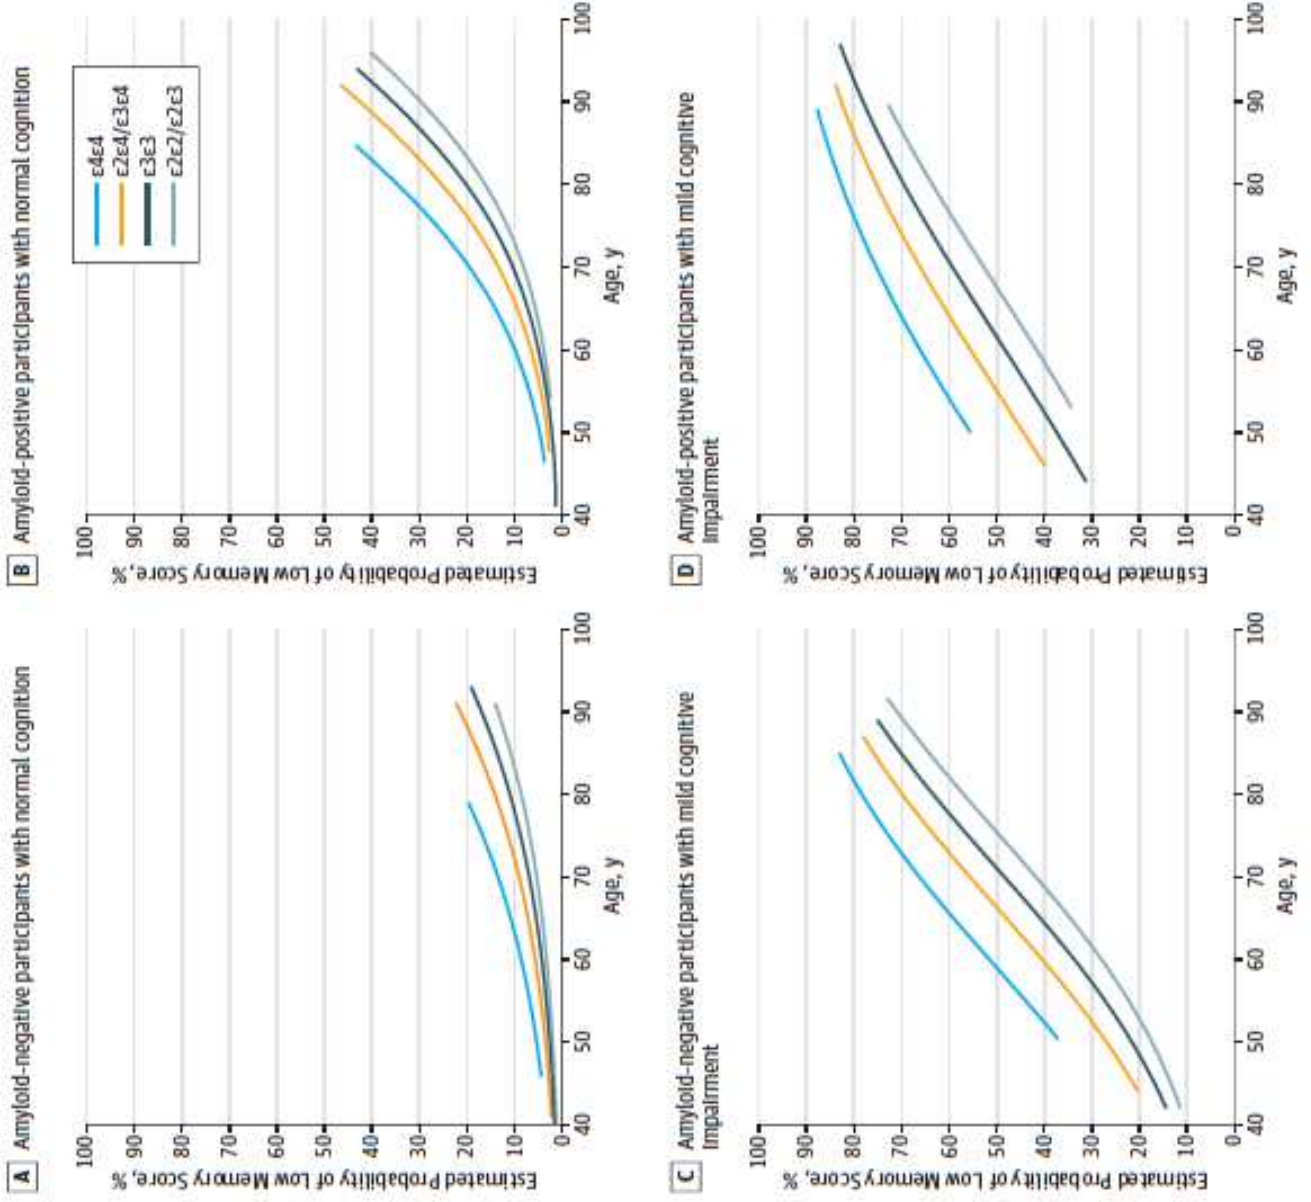 A Amyloid-negative participants with normal cognition
100
90
80
70
60
50
40
30
20
10
0
Estimated Probability of Low Memory Score, %
40 50 60 70 80 90 100
Age, y
B Amyloid-positive participants with normal cognition
100
90
80
70
60
50
40
30
20
10
0
Estimated Probability of Low Memory Score, %
ε4ε4
ε2ε4/ε3ε4
ε3ε3
ε2ε2/ε2ε3
40 50 60 70 80 90 100
Age, y
C Amyloid-negative participants with mild cognitive
impairment
100
90
80
70
60
50
40
30
20
10
0
Estimated Probability of Low Memory Score, %
40 50 60 70 80 90 100
Age, y
D Amyloid-positive participants with mild cognitive
impairment
100
90
80
70
60
50
40
30
20
10
0
Estimated Probability of Low Memory Score, %
40 50 60 70 80 90 100
Age, y